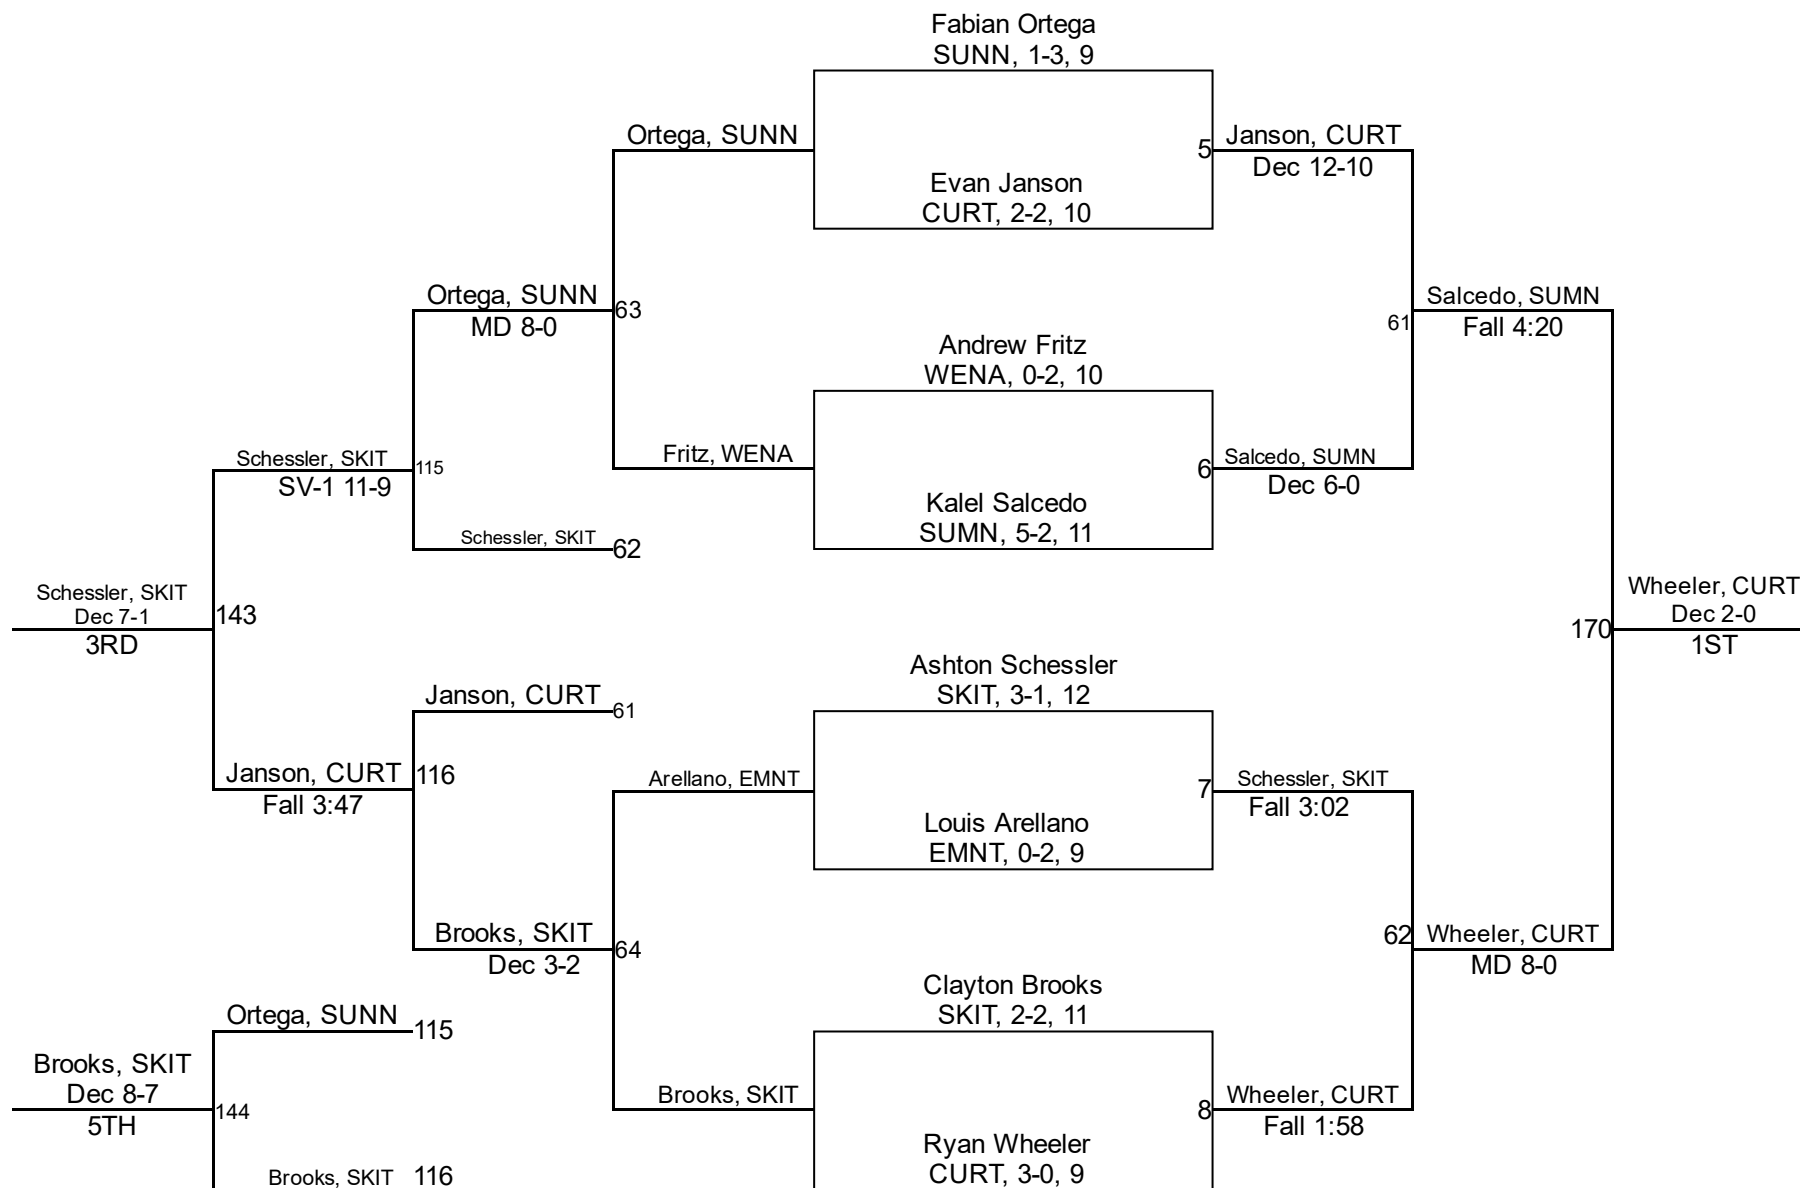 Fabian Ortega
SUNN, 1-3, 9
Ortega, SUNN
5
Janson, CURT
Dec 12-10
Evan Janson
CURT, 2-2, 10
Ortega, SUNN
MD 8-0
63
Salcedo, SUMN
61
Fall 4:20
Andrew Fritz
WENA, 0-2, 10
Schessler, SKIT
SV-1 11-9
115
Fritz, WENA
6
Salcedo, SUMN
Dec 6-0
Kalel Salcedo
SUMN, 5-2, 11
Schessler, SKIT
62
Schessler, SKIT
Dec 7-1
3RD
143
170
Wheeler, CURT
Dec 2-0
1ST
Ashton Schessler
SKIT, 3-1, 12
Janson, CURT
61
Janson, CURT
Fall 3:47
116
Arellano, EMNT
7
Schessler, SKIT
Fall 3:02
Louis Arellano
EMNT, 0-2, 9
Brooks, SKIT
Dec 3-2
64
62
Wheeler, CURT
MD 8-0
Clayton Brooks
SKIT, 2-2, 11
Ortega, SUNN
115
Brooks, SKIT
Dec 8-7
5TH
144
Brooks, SKIT
8
Wheeler, CURT
Fall 1:58
Ryan Wheeler
CURT, 3-0, 9
Brooks, SKIT
116